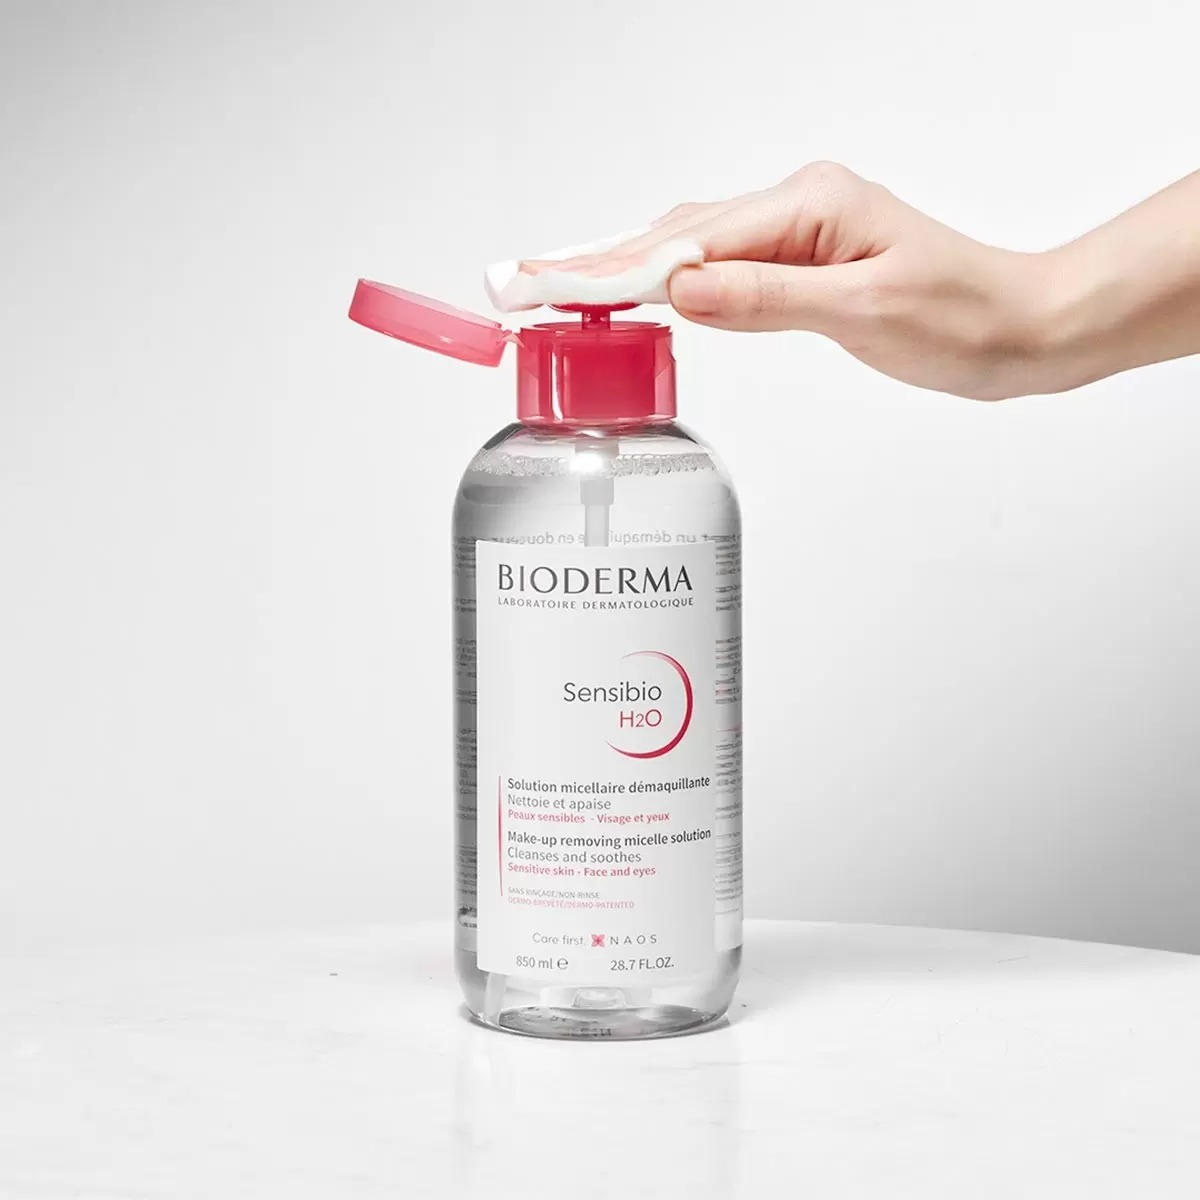 BIODERMA
LABORATOIRE DERMATOLOGIQUE
Sensibio
H2O
Solution micellaire démaquillante
Nettoie et apaise
Peaux sensibles - Visage et yeux
Make-up removing micelle solution
Cleanses and soothes
Sensitive skin - Face and eyes
SANS RINÇAGE/NON-RINSE
DERMO-BREVETÉ/DERMO-PATENTED
Care first. NAOS
850 ml ℮ 28.7 FL.OZ.